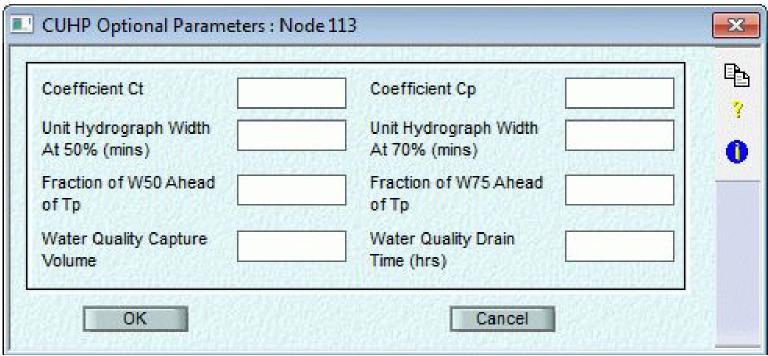 CUHP Optional Parameters : Node 113
Coefficient Ct
Coefficient Cp
Unit Hydrograph Width
At 50% (mins)
Unit Hydrograph Width
At 70% (mins)
Fraction of W50 Ahead
of Tp
Fraction of W75 Ahead
of Tp
Water Quality Capture
Volume
Water Quality Drain
Time (hrs)
OK
Cancel